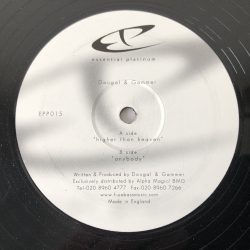 essential platinum
Dougal & Gammer
EPP015
A side
"higher than heaven"
B side
"anybody"
Written & Produced by Dougal & Gammer
Exclusively distributed by Alpha Magic/ BMG
Tel-020 8960 4777 Fax-020 8960 7266
Made in England